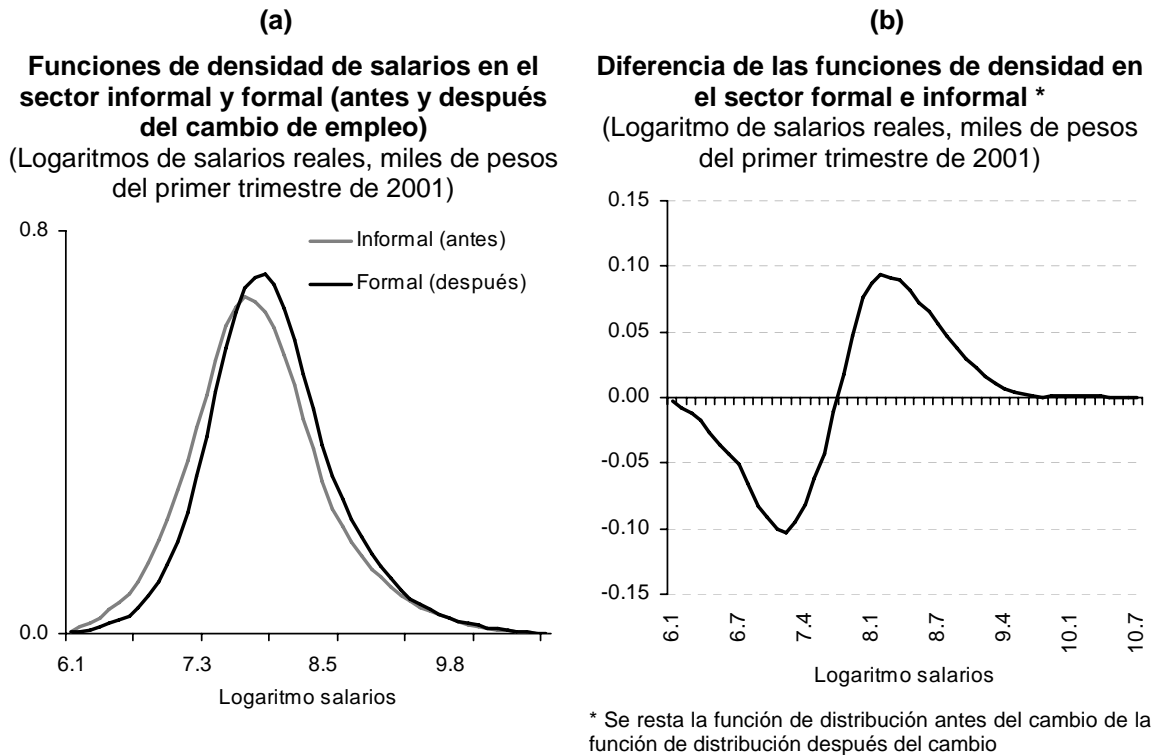 (a)
Funciones de densidad de salarios en el
sector informal y formal (antes y después
del cambio de empleo)
(Logaritmos de salarios reales, miles de pesos
del primer trimestre de 2001)
0.8
Informal (antes)
Formal (después)
0.0
6.1
7.3
8.5
9.8
Logaritmo salarios
(b)
Diferencia de las funciones de densidad en
el sector formal e informal *
(Logaritmo de salarios reales, miles de pesos
del primer trimestre de 2001)
0.15
0.10
0.05
0.00
-0.05
-0.10
-0.15
6.1
6.7
7.4
8.1
8.7
9.4
10.1
10.7
Logaritmo salarios
* Se resta la función de distribución antes del cambio de la
función de distribución después del cambio